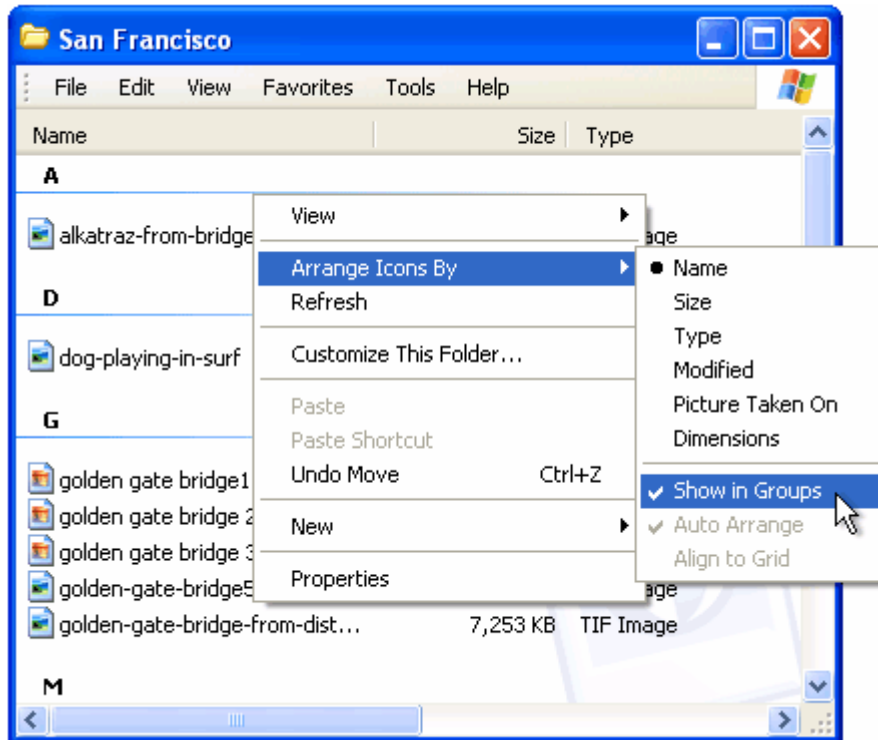 San Francisco
File Edit View Favorites Tools Help
Name Size Type
A
alkatraz-from-bridge
D
dog-playing-in-surf
G
golden gate bridge1
golden gate bridge 2
golden gate bridge 3
golden-gate-bridge5
golden-gate-bridge-from-dist... 7,253 KB TIF Image
M
View
Arrange Icons By
Refresh
Customize This Folder...
Paste
Paste Shortcut
Undo Move Ctrl+Z
New
Properties
Name
Size
Type
Modified
Picture Taken On
Dimensions
Show in Groups
Auto Arrange
Align to Grid